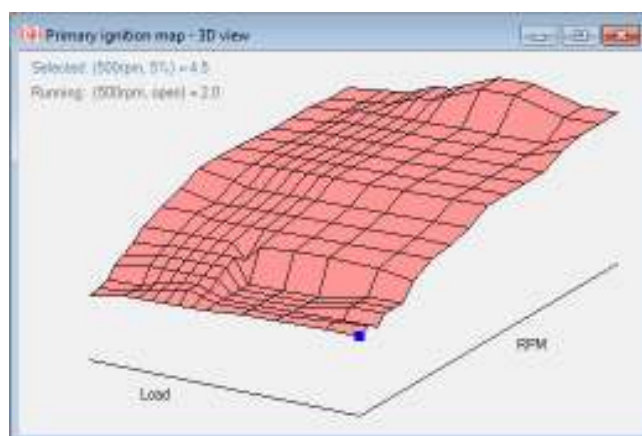 Primary ignition map - 3D view
Selected: (500rpm, 5%) = 4.5
Running: (500rpm, open) = 2.0
RPM
Load